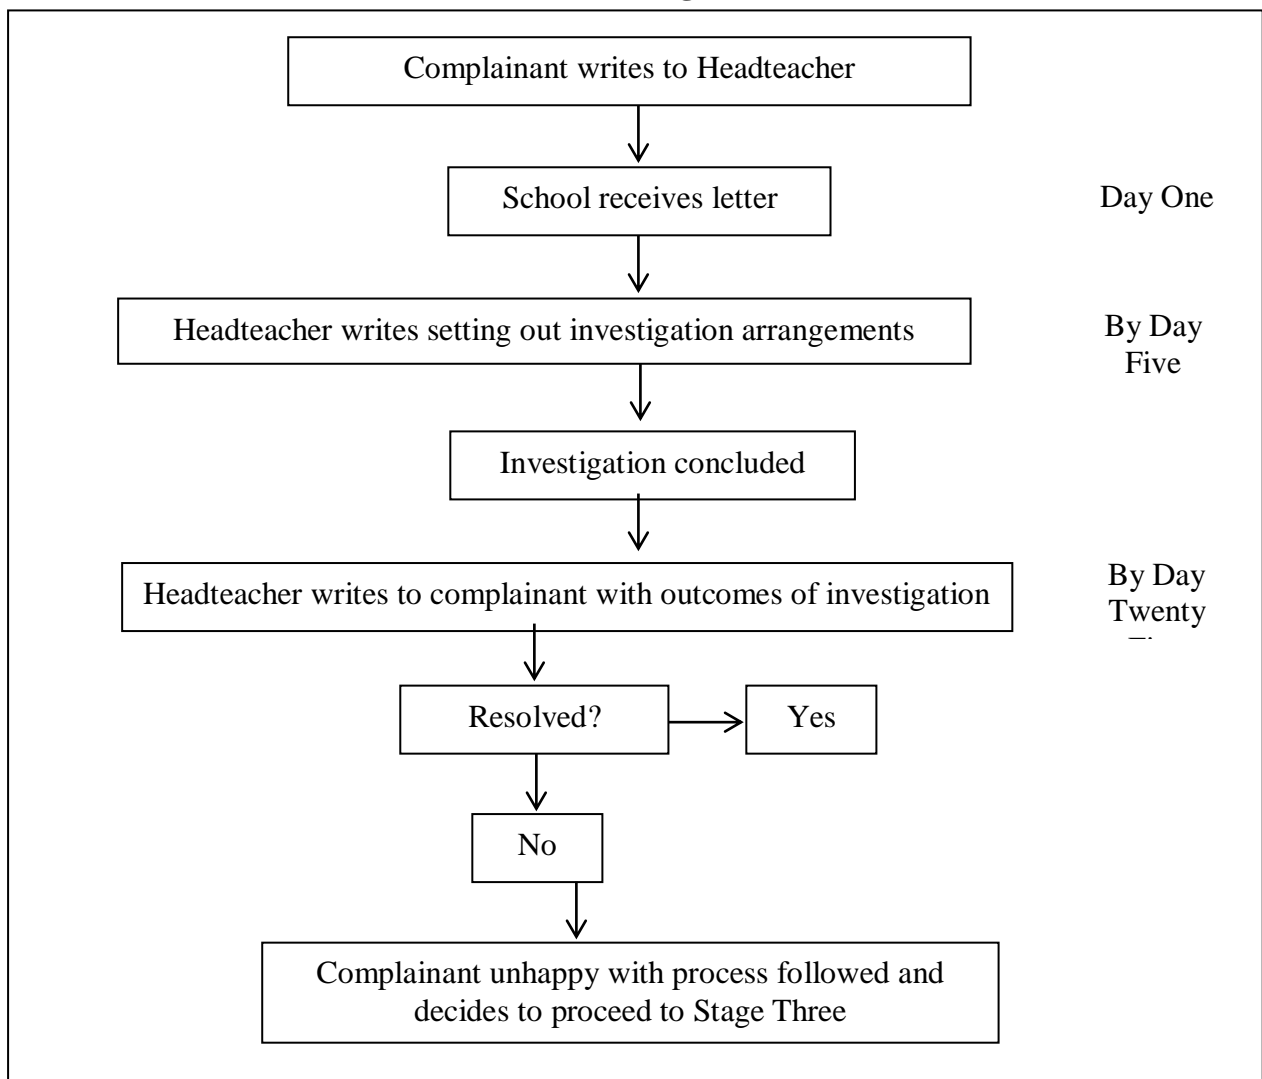 Complainant writes to Headteacher
School receives letter
Day One
Headteacher writes setting out investigation arrangements
By Day
Five
Investigation concluded
Headteacher writes to complainant with outcomes of investigation
By Day
Twenty
Resolved?
Yes
No
Complainant unhappy with process followed and
decides to proceed to Stage Three